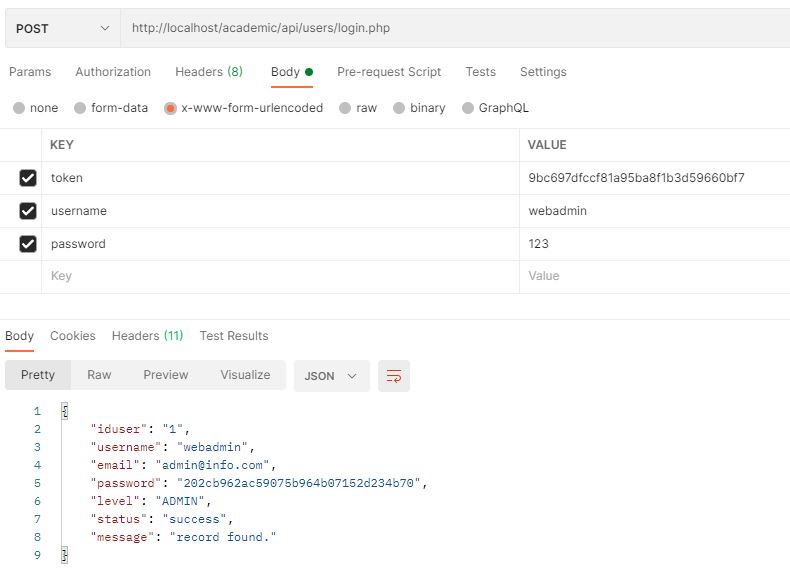 POST http://localhost/academic/api/users/login.php
Params Authorization Headers (8) Body Pre-request Script Tests Settings
none form-data x-www-form-urlencoded raw binary GraphQL
KEY VALUE
token 9bc697dfccf81a95ba8f1b3d59660bf7
username webadmin
password 123
Key Value
Body Cookies Headers (11) Test Results
Pretty Raw Preview Visualize JSON
1 {
2 "iduser": "1",
3 "username": "webadmin",
4 "email": "admin@info.com",
5 "password": "202cb962ac59075b964b07152d234b70",
6 "level": "ADMIN",
7 "status": "success",
8 "message": "record found."
9 }